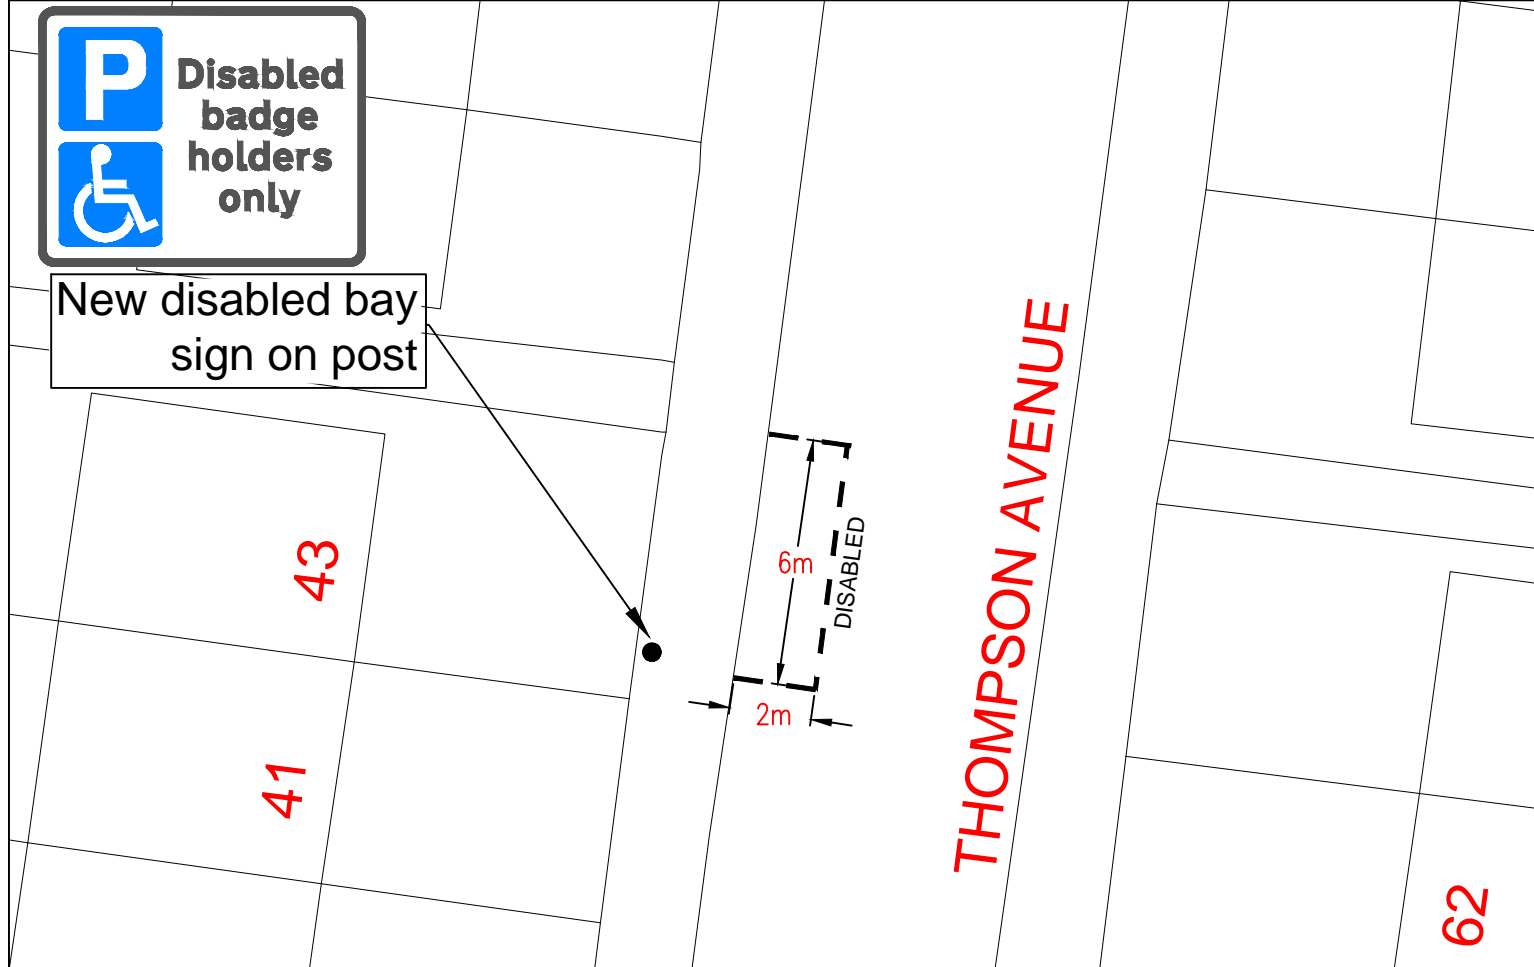 P
Disabled
badge
holders
only
New disabled bay
sign on post
THOMPSON AVENUE
6m
DISABLED
2m
43
41
62